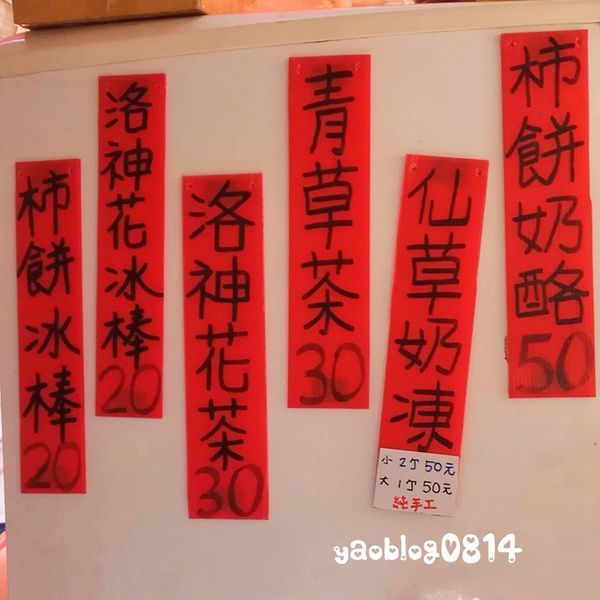 柿餅冰棒20
洛神花冰棒20
洛神花茶30
青草茶30
仙草奶凍
小 2个 50元
大 1个 50元
純手工
柿餅奶酪50
yaoblog0814